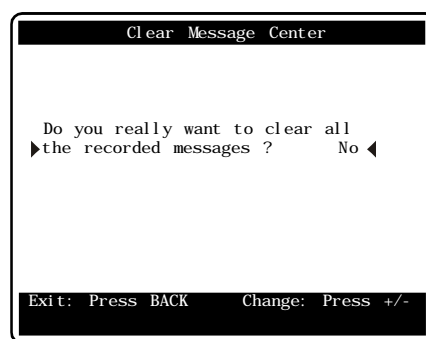 Clear Message Center
Do you really want to clear all
the recorded messages ? No
Exit: Press BACK Change: Press +/-